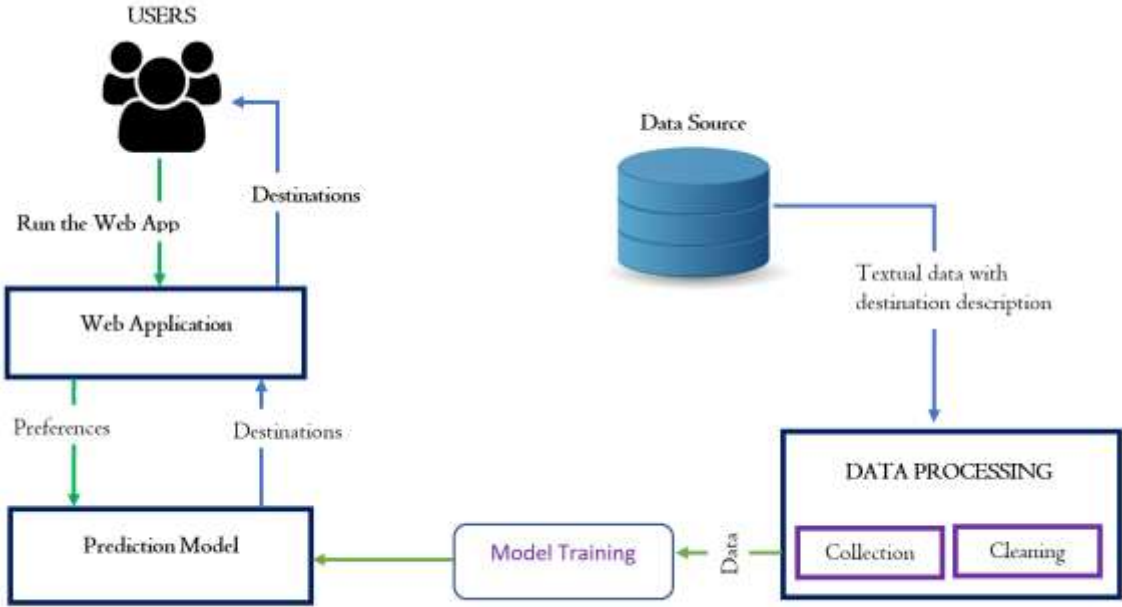 USERS
Data Source
Destinations
Run the Web App
Textual data with
destination description
Web Application
Preferences
Destinations
DATA PROCESSING
Collection
Cleaning
Data
Model Training
Prediction Model